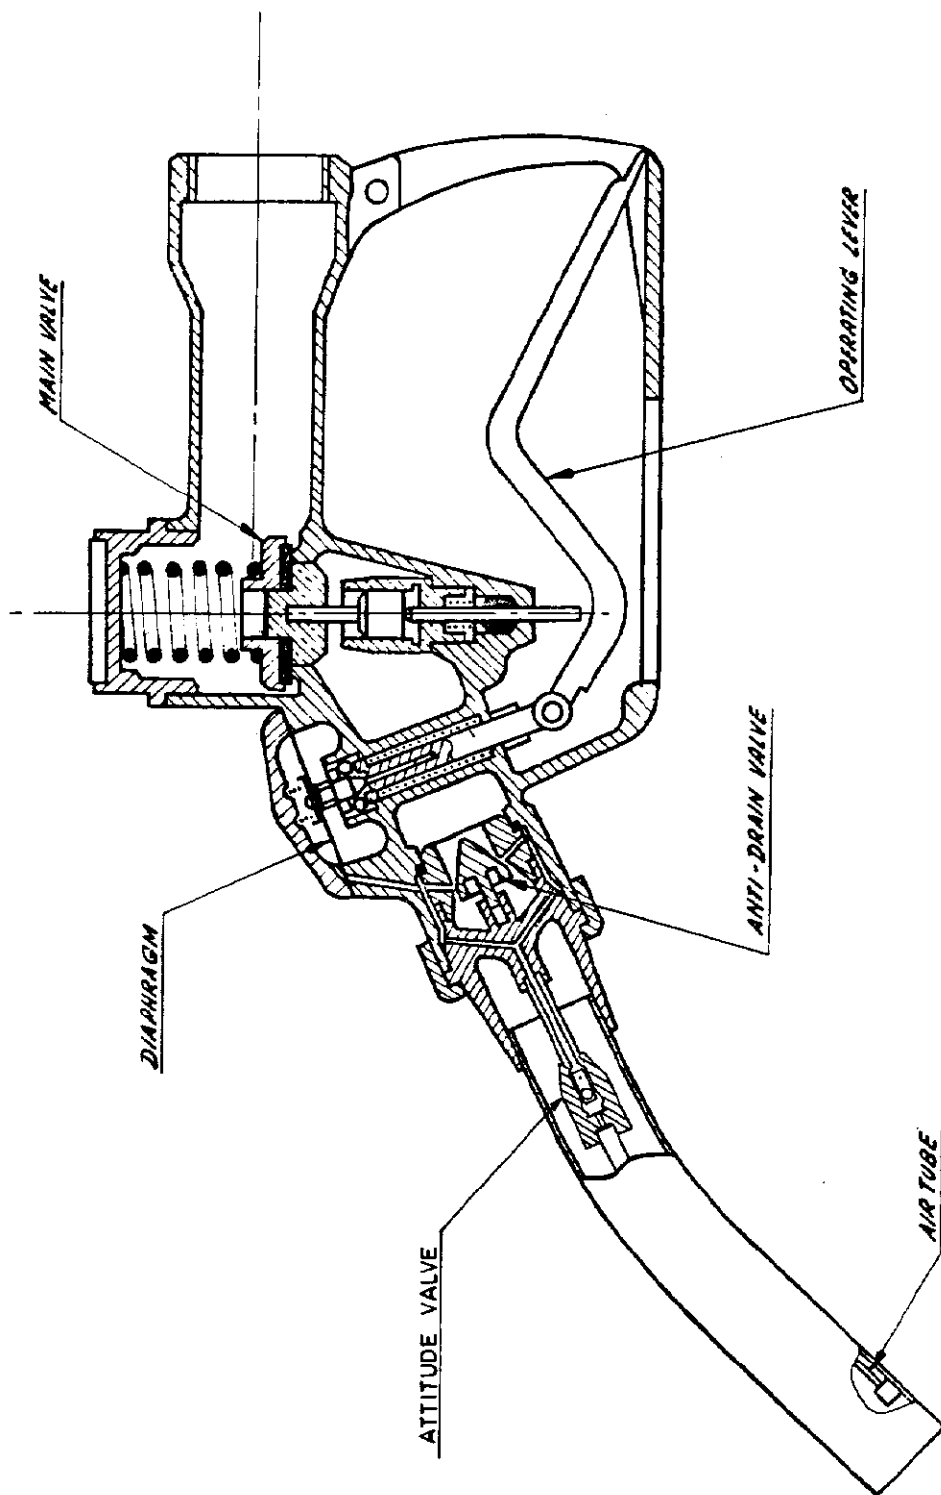 MAIN VALVE
OPERATING LEVER
DIAPHRAGM
ANTI-DRAIN VALVE
ATTITUDE VALVE
AIR TUBE